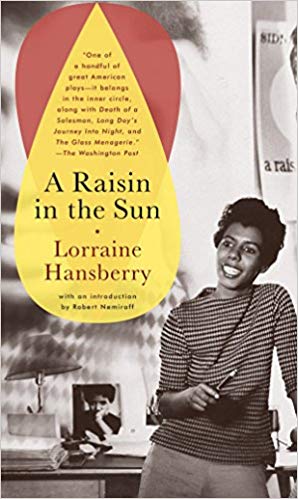 "One of
a handful of
great American
plays—it belongs
in the inner circle,
along with Death of a
Salesman, Long Day's
Journey Into Night, and
The Glass Menagerie."
—The Washington Post
A Raisin
in the Sun
Lorraine
Hansberry
with an introduction
by Robert Nemiroff
SIDN
a rais